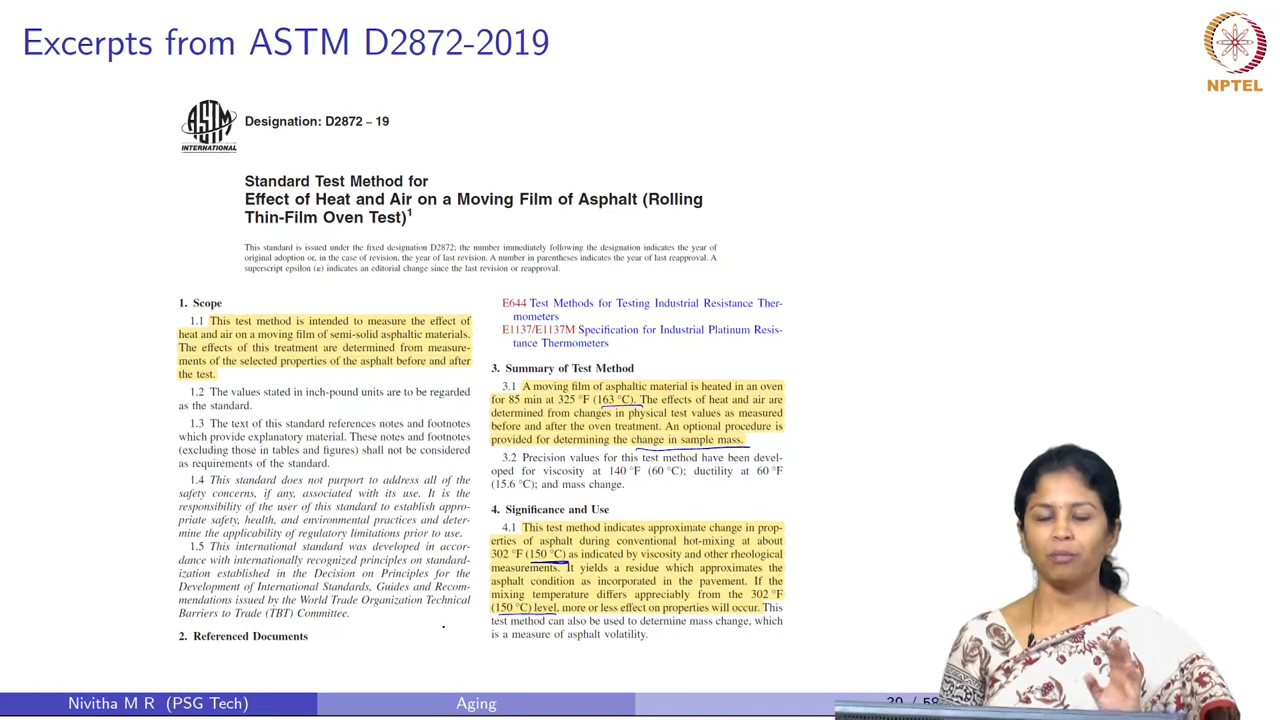 Excerpts from ASTM D2872-2019
NPTEL
ASTM
INTERNATIONAL
Designation: D2872 – 19
Standard Test Method for
Effect of Heat and Air on a Moving Film of Asphalt (Rolling
Thin-Film Oven Test)1
This standard is issued under the fixed designation D2872; the number immediately following the designation indicates the year of
original adoption or, in the case of revision, the year of last revision. A number in parentheses indicates the year of last reapproval. A
superscript epsilon (ε) indicates an editorial change since the last revision or reapproval.
1. Scope
1.1 This test method is intended to measure the effect of
heat and air on a moving film of semi-solid asphaltic materials.
The effects of this treatment are determined from measure-
ments of the selected properties of the asphalt before and after
the test.
1.2 The values stated in inch-pound units are to be regarded
as the standard.
1.3 The text of this standard references notes and footnotes
which provide explanatory material. These notes and footnotes
(excluding those in tables and figures) shall not be considered
as requirements of the standard.
1.4 This standard does not purport to address all of the
safety concerns, if any, associated with its use. It is the
responsibility of the user of this standard to establish appro-
priate safety, health, and environmental practices and deter-
mine the applicability of regulatory limitations prior to use.
1.5 This international standard was developed in accor-
dance with internationally recognized principles on standard-
ization established in the Decision on Principles for the
Development of International Standards, Guides and Recom-
mendations issued by the World Trade Organization Technical
Barriers to Trade (TBT) Committee.
2. Referenced Documents
E644 Test Methods for Testing Industrial Resistance Ther-
mometers
E1137/E1137M Specification for Industrial Platinum Resis-
tance Thermometers
3. Summary of Test Method
3.1 A moving film of asphaltic material is heated in an oven
for 85 min at 325 °F (163 °C). The effects of heat and air are
determined from changes in physical test values as measured
before and after the oven treatment. An optional procedure is
provided for determining the change in sample mass.
3.2 Precision values for this test method have been devel-
oped for viscosity at 140 °F (60 °C); ductility at 60 °F
(15.6 °C); and mass change.
4. Significance and Use
4.1 This test method indicates approximate change in prop-
erties of asphalt during conventional hot-mixing at about
302 °F (150 °C) as indicated by viscosity and other rheological
measurements. It yields a residue which approximates the
asphalt condition as incorporated in the pavement. If the
mixing temperature differs appreciably from the 302 °F
(150 °C) level, more or less effect on properties will occur. This
test method can also be used to determine mass change, which
is a measure of asphalt volatility.
Nivitha M R (PSG Tech)
Aging
20 / 58